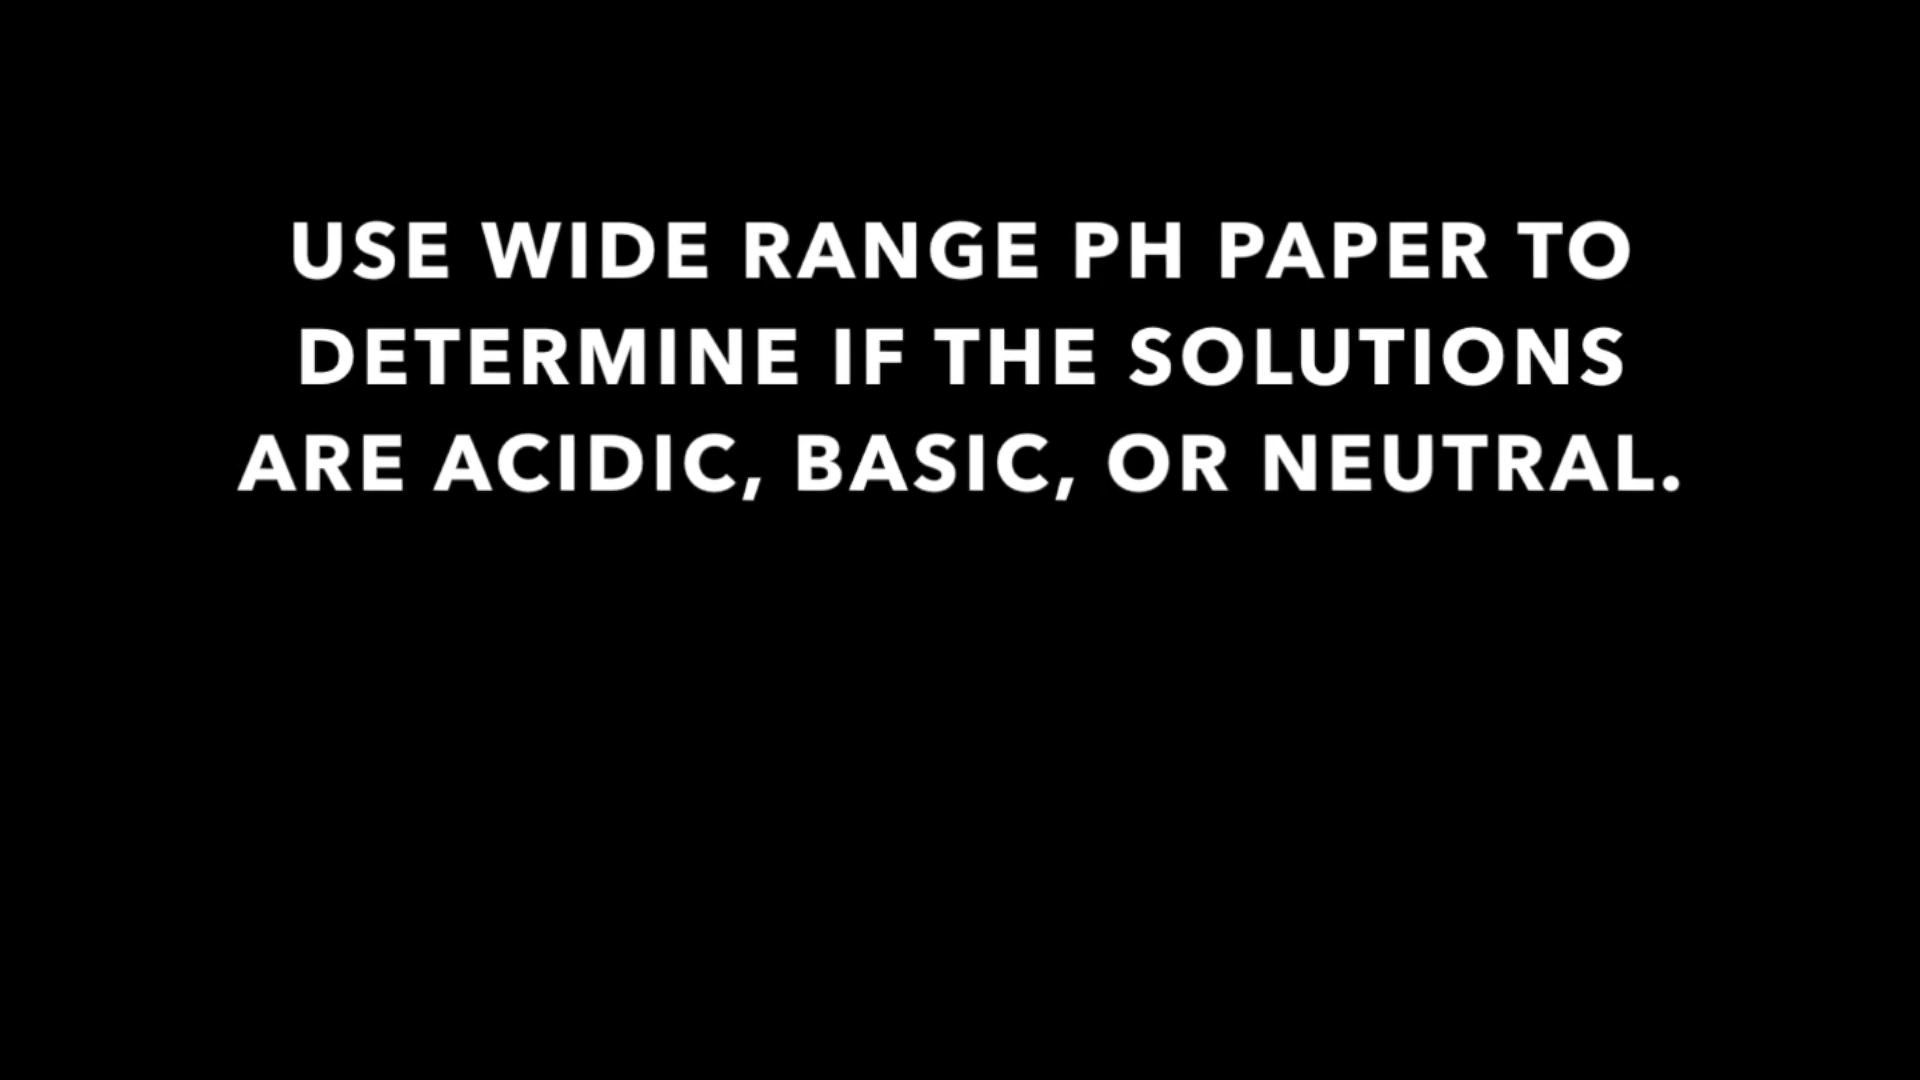 USE WIDE RANGE PH PAPER TO
DETERMINE IF THE SOLUTIONS
ARE ACIDIC, BASIC, OR NEUTRAL.